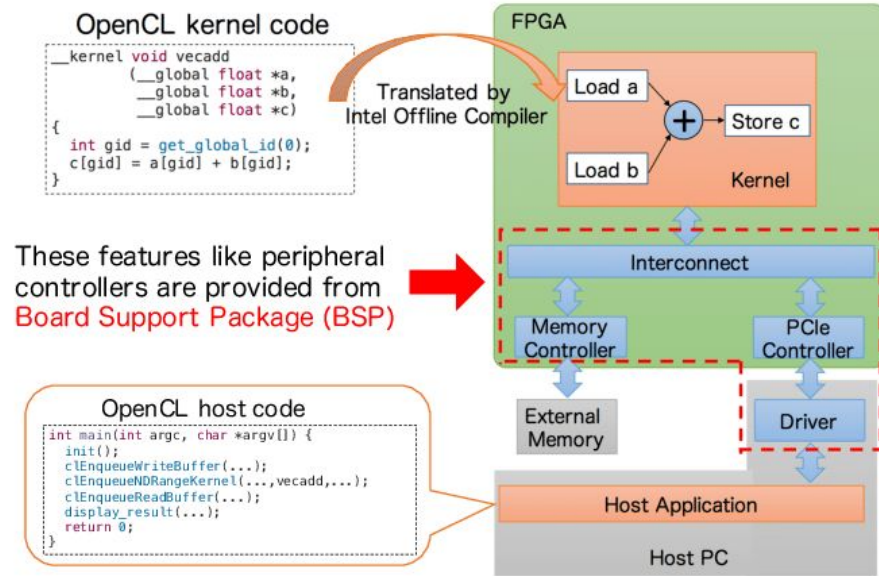 OpenCL kernel code
__kernel void vecadd
(__global float *a,
__global float *b,
__global float *c)
{
int gid = get_global_id(0);
c[gid] = a[gid] + b[gid];
}
Translated by
Intel Offline Compiler
FPGA
Load a
+
Store c
Load b
Kernel
These features like peripheral
controllers are provided from
Board Support Package (BSP)
Interconnect
Memory
Controller
PCIe
Controller
External
Memory
Driver
OpenCL host code
int main(int argc, char *argv[]) {
init();
clEnqueueWriteBuffer(...);
clEnqueueNDRangeKernel(...,vecadd,...);
clEnqueueReadBuffer(...);
display_result(...);
return 0;
}
Host Application
Host PC